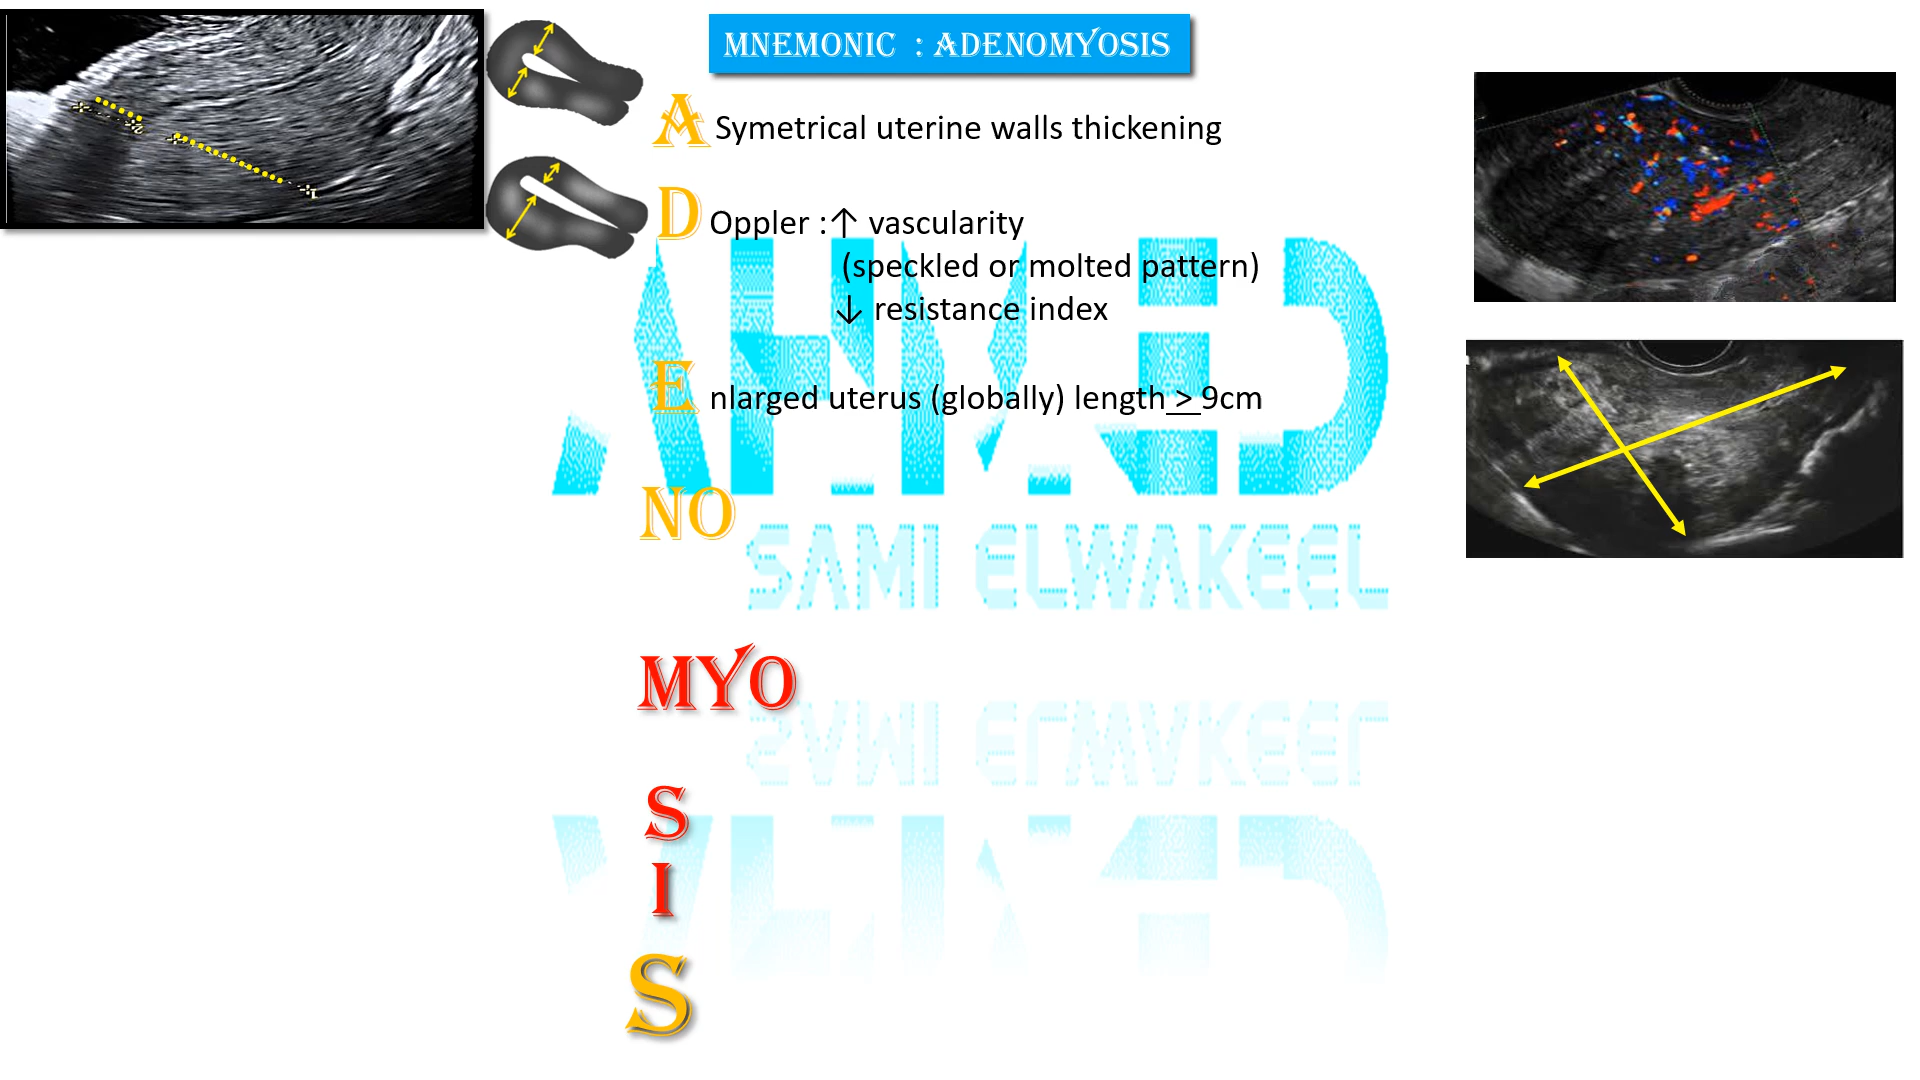 MNEMONIC : ADENOMYOSIS
A Symetrical uterine walls thickening
D Oppler :↑ vascularity
(speckled or molted pattern)
↓ resistance index
E nlarged uterus (globally) length > 9cm
NO
MYO
S
I
S
AHMED
SAMI ELWAKEEL